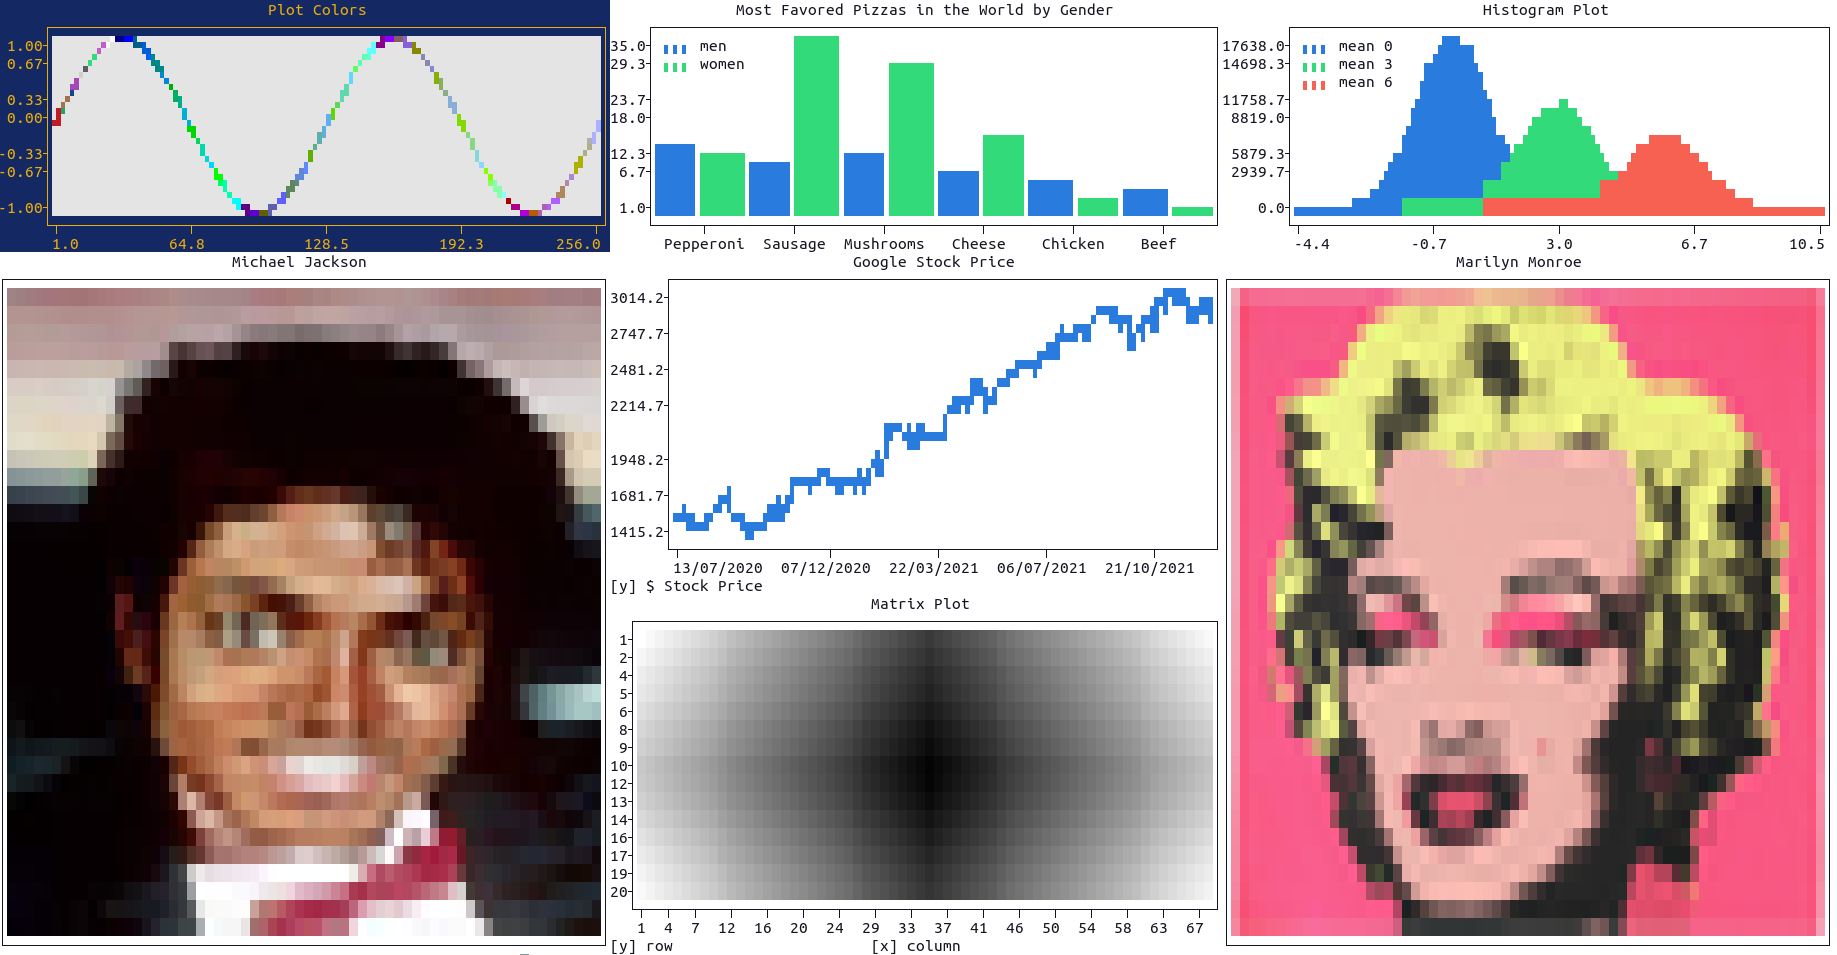 Plot Colors
1.00
0.67
0.33
0.00
-0.33
-0.67
-1.00
1.0 64.8 128.5 192.3 256.0
Most Favored Pizzas in the World by Gender
men
women
35.0
29.3
23.7
18.0
12.3
6.7
1.0
Pepperoni Sausage Mushrooms Cheese Chicken Beef
Histogram Plot
mean 0
mean 3
mean 6
17638.0
14698.3
11758.7
8819.0
5879.3
2939.7
0.0
-4.4 -0.7 3.0 6.7 10.5
Michael Jackson
Google Stock Price
3014.2
2747.7
2481.9
2214.7
1948.2
1681.7
1415.2
13/07/2020 07/12/2020 22/03/2021 06/07/2021 21/10/2021
[y] $ Stock Price
Matrix Plot
1
2
4
5
6
8
9
10
12
13
14
16
17
19
20
1 4 7 12 16 20 24 29 33 37 41 46 50 54 58 63 67
[y] row [x] column
Marilyn Monroe